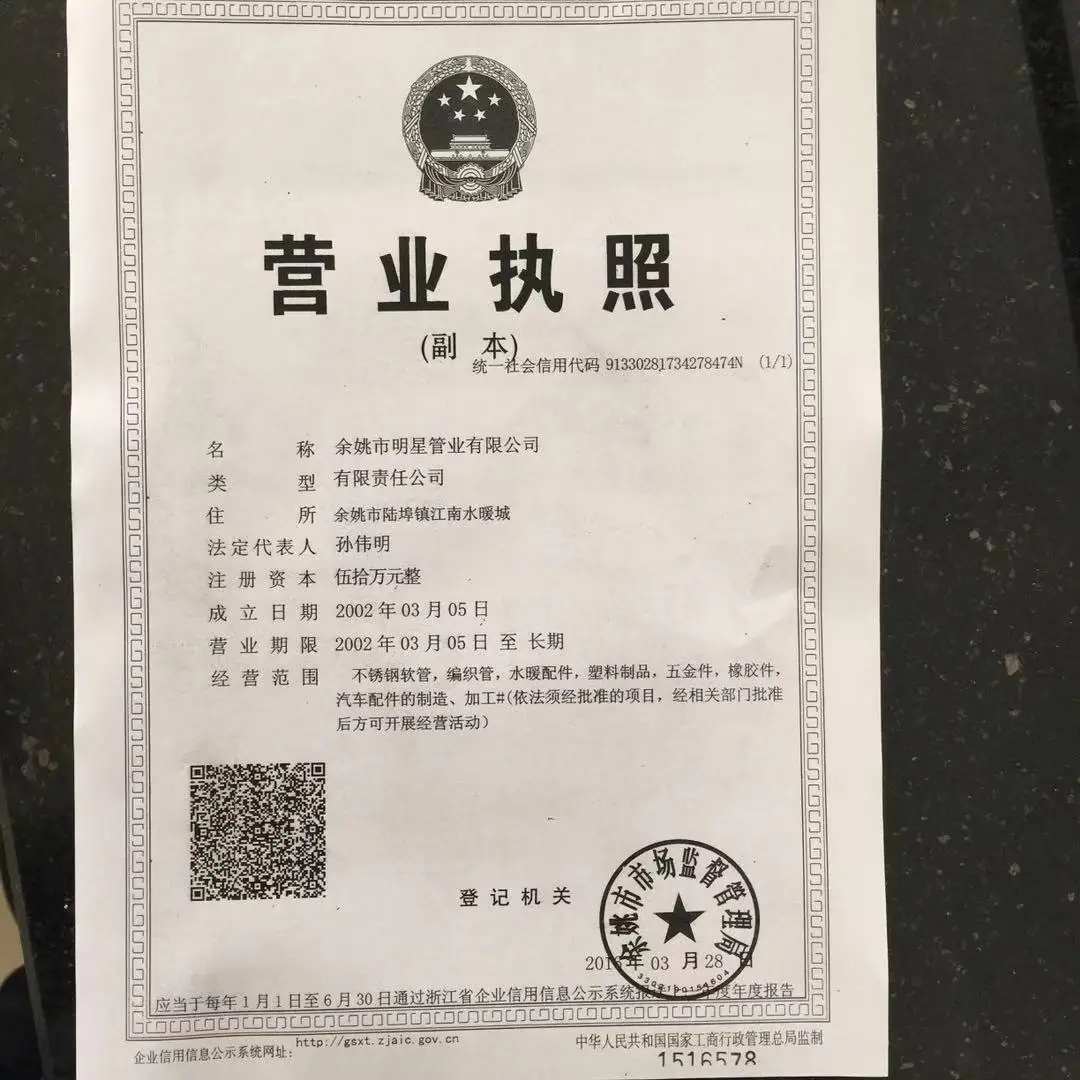 营业执照
(副 本)
统一社会信用代码 91330281734278474N (1/1)
名 称 余姚市明星管业有限公司
类 型 有限责任公司
住 所 余姚市陆埠镇江南水暖城
法定代表人 孙伟明
注册资本 伍拾万元整
成立日期 2002年03月05日
营业期限 2002年03月05日 至 长期
经营范围 不锈钢软管,编织管,水暖配件,塑料制品,五金件,橡胶件,
汽车配件的制造、加工#(依法须经批准的项目,经相关部门批准
后方可开展经营活动)
登记机关
余姚市市场监督管理局
2016年 03 月 28 日
应当于每年1月1日至6月30日通过浙江省企业信用信息公示系统报 年度年度报告
企业信用信息公示系统网址: http://gsxt.zjaic.gov.cn
中华人民共和国国家工商行政管理总局监制
1516578